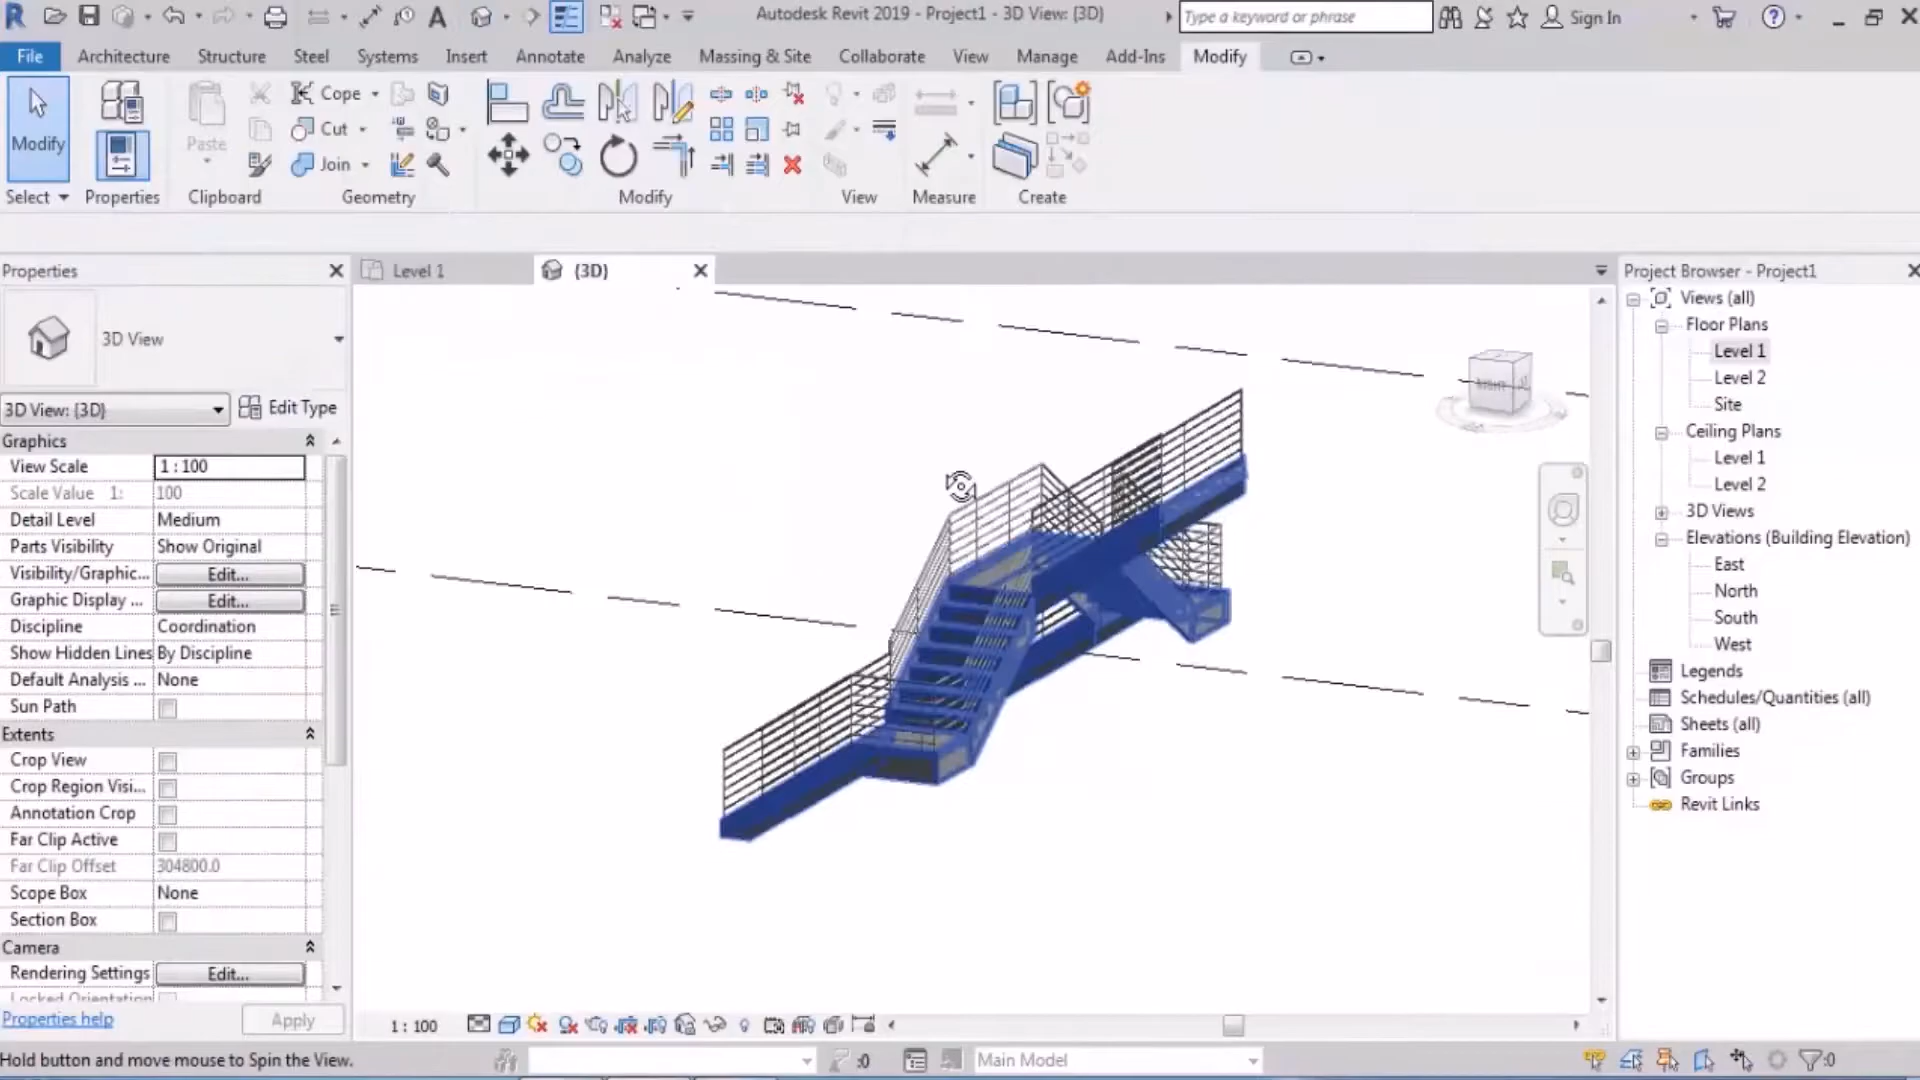 Autodesk Revit 2019 - Project1 - 3D View: {3D}
Type a keyword or phrase
Sign In
File Architecture Structure Steel Systems Insert Annotate Analyze Massing & Site Collaborate View Manage Add-Ins Modify
Modify
Paste
Cope
Cut
Join
Select Properties Clipboard Geometry Modify View Measure Create
Properties
3D View
3D View: {3D}
Edit Type
Graphics
View Scale 1 : 100
Scale Value 1: 100
Detail Level Medium
Parts Visibility Show Original
Visibility/Graphic... Edit...
Graphic Display ... Edit...
Discipline Coordination
Show Hidden Lines By Discipline
Default Analysis ... None
Sun Path
Extents
Crop View
Crop Region Visi...
Annotation Crop
Far Clip Active
Far Clip Offset 304800.0
Scope Box None
Section Box
Camera
Rendering Settings Edit...
Locked Orientation
Properties help
Apply
Level 1
{3D}
1 : 100
Project Browser - Project1
Views (all)
Floor Plans
Level 1
Level 2
Site
Ceiling Plans
Level 1
Level 2
3D Views
Elevations (Building Elevation)
East
North
South
West
Legends
Schedules/Quantities (all)
Sheets (all)
Families
Groups
Revit Links
Hold button and move mouse to Spin the View.
:0
Main Model
:0